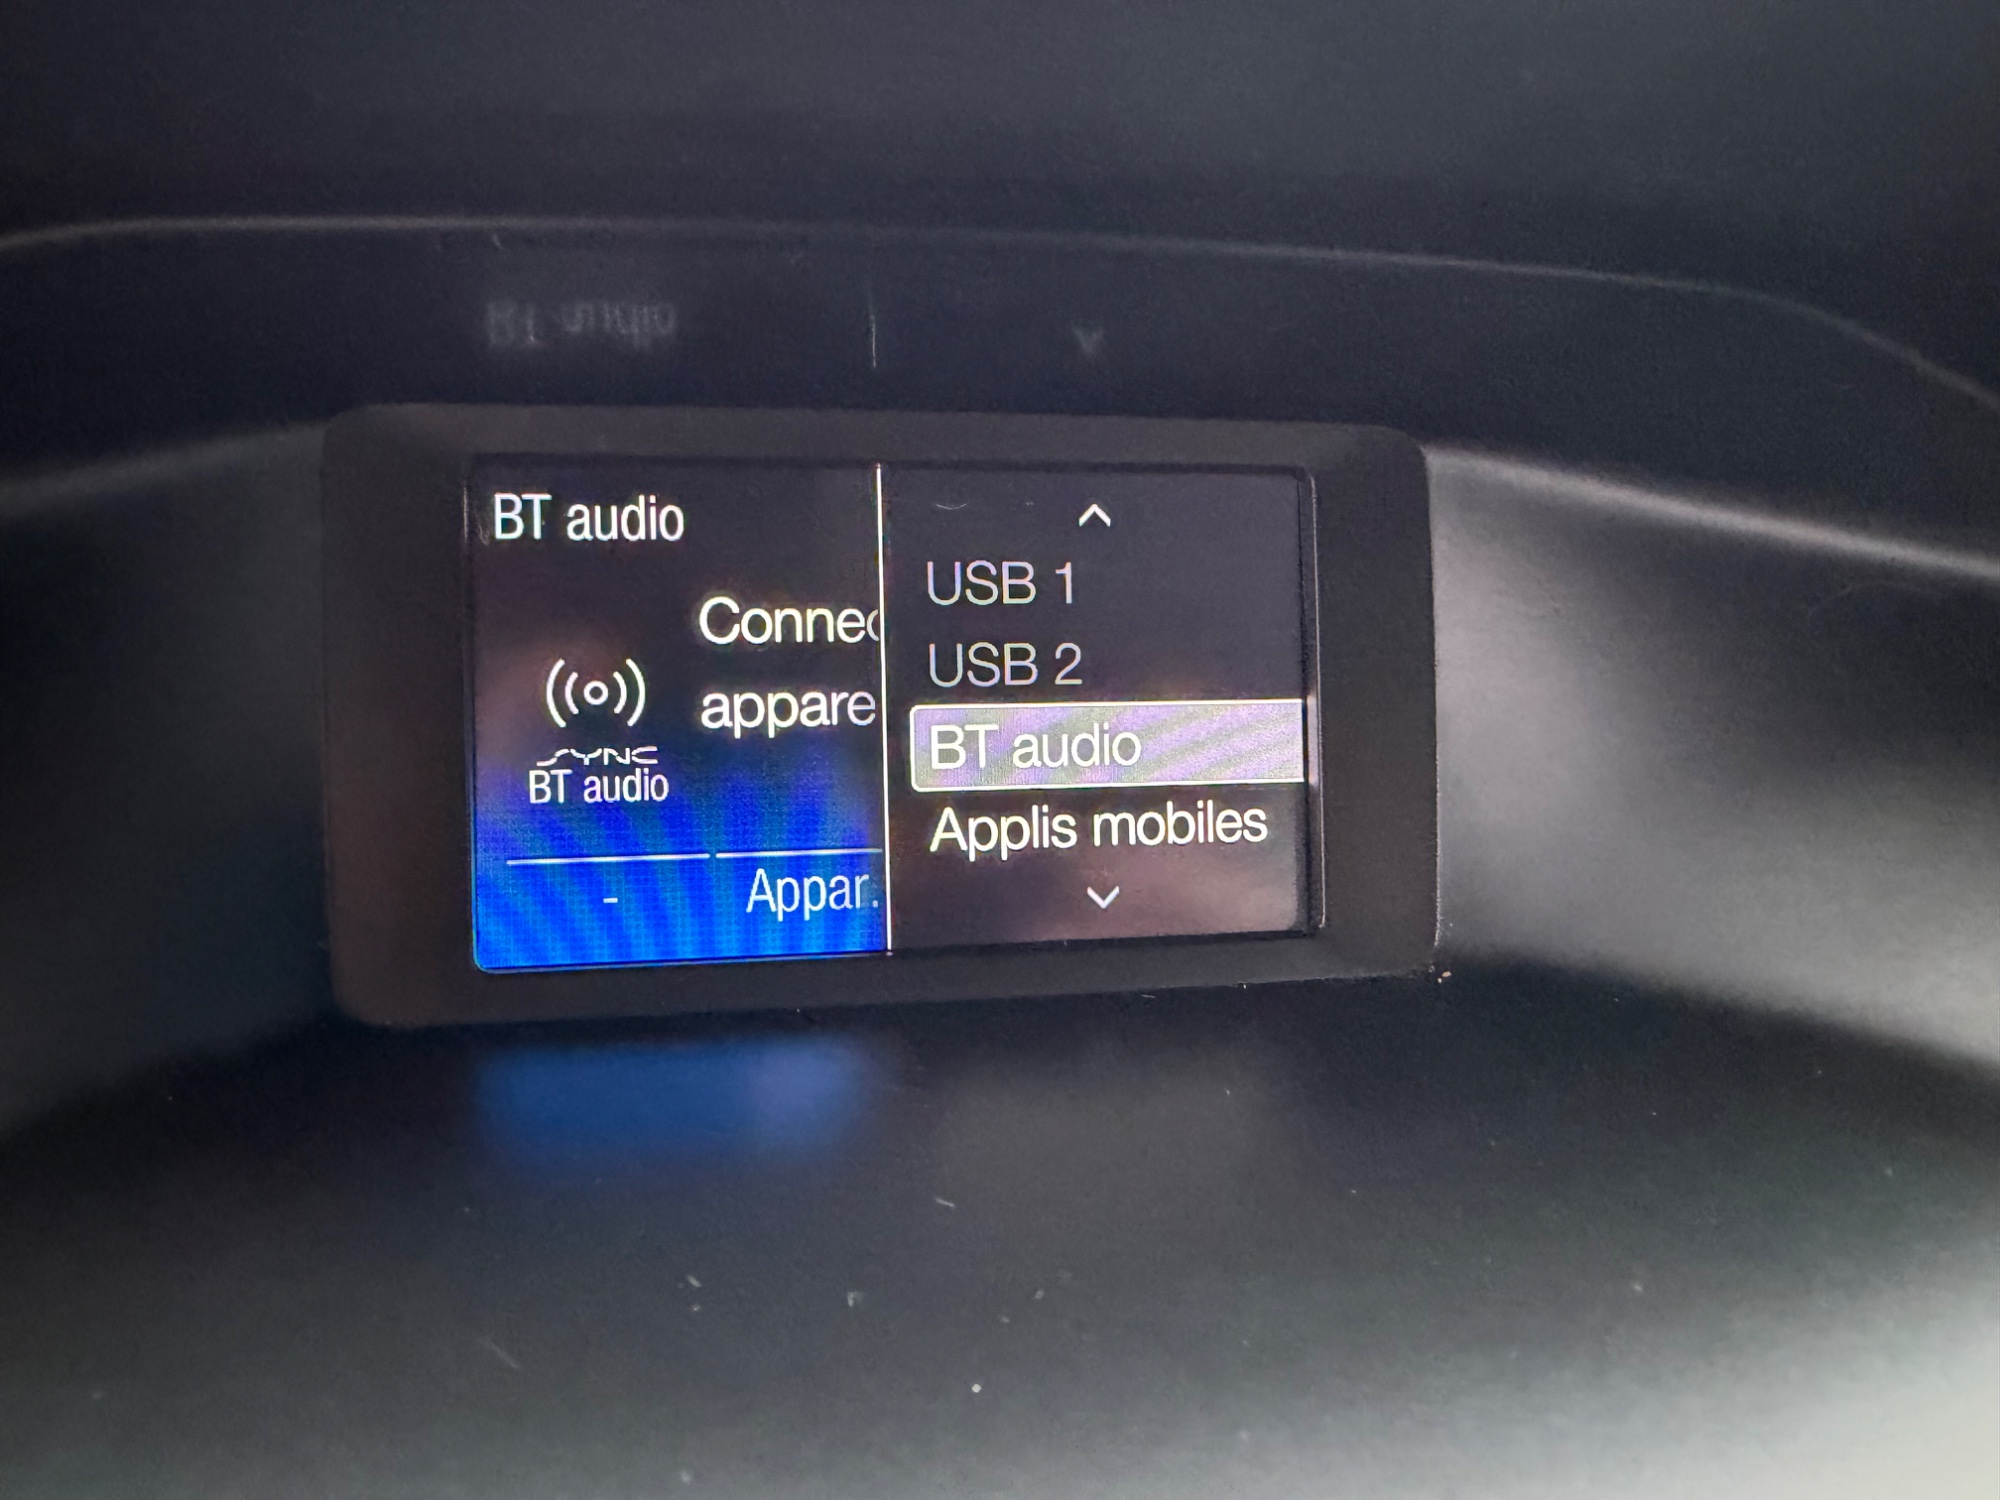 BT audio
Connec
appare
SYNC
BT audio
-
Appar.
USB 1
USB 2
BT audio
Applis mobiles